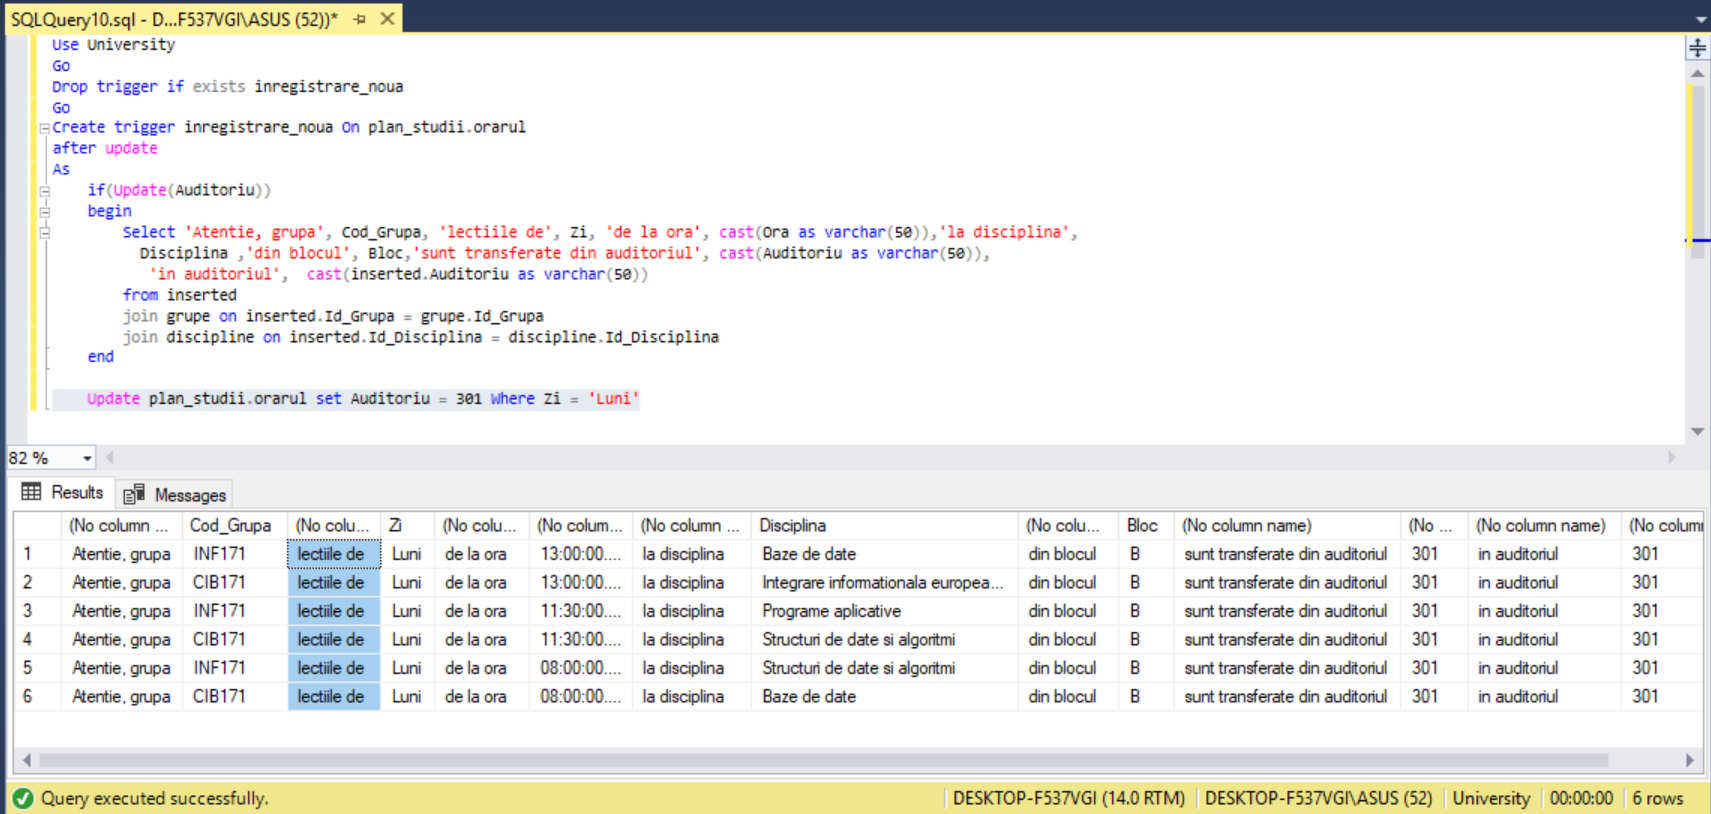 SQLQuery10.sql - D...F537VGI\ASUS (52))*
Use University
Go
Drop trigger if exists inregistrare_noua
Go
Create trigger inregistrare_noua On plan_studii.orarul
after update
As
if(Update(Auditoriu))
begin
Select 'Atentie, grupa', Cod_Grupa, 'lectiile de', Zi, 'de la ora', cast(Ora as varchar(50)),'la disciplina',
Disciplina ,'din blocul', Bloc,'sunt transferate din auditoriul', cast(Auditoriu as varchar(50)),
'in auditoriul', cast(inserted.Auditoriu as varchar(50))
from inserted
join grupe on inserted.Id_Grupa = grupe.Id_Grupa
join discipline on inserted.Id_Disciplina = discipline.Id_Disciplina
end
Update plan_studii.orarul set Auditoriu = 301 Where Zi = 'Luni'
82 %
Results Messages
(No column ... Cod_Grupa (No colu... Zi (No colu... (No colum... (No column ... Disciplina (No colu... Bloc (No column name) (No ... (No column name) (No colum
1 Atentie, grupa INF171 lectiile de Luni de la ora 13:00:00.... la disciplina Baze de date din blocul B sunt transferate din auditoriul 301 in auditoriul 301
2 Atentie, grupa CIB171 lectiile de Luni de la ora 13:00:00.... la disciplina Integrare informationala europea... din blocul B sunt transferate din auditoriul 301 in auditoriul 301
3 Atentie, grupa INF171 lectiile de Luni de la ora 11:30:00.... la disciplina Programe aplicative din blocul B sunt transferate din auditoriul 301 in auditoriul 301
4 Atentie, grupa CIB171 lectiile de Luni de la ora 11:30:00.... la disciplina Structuri de date si algoritmi din blocul B sunt transferate din auditoriul 301 in auditoriul 301
5 Atentie, grupa INF171 lectiile de Luni de la ora 08:00:00.... la disciplina Structuri de date si algoritmi din blocul B sunt transferate din auditoriul 301 in auditoriul 301
6 Atentie, grupa CIB171 lectiile de Luni de la ora 08:00:00.... la disciplina Baze de date din blocul B sunt transferate din auditoriul 301 in auditoriul 301
Query executed successfully. DESKTOP-F537VGI (14.0 RTM) DESKTOP-F537VGI\ASUS (52) University 00:00:00 6 rows